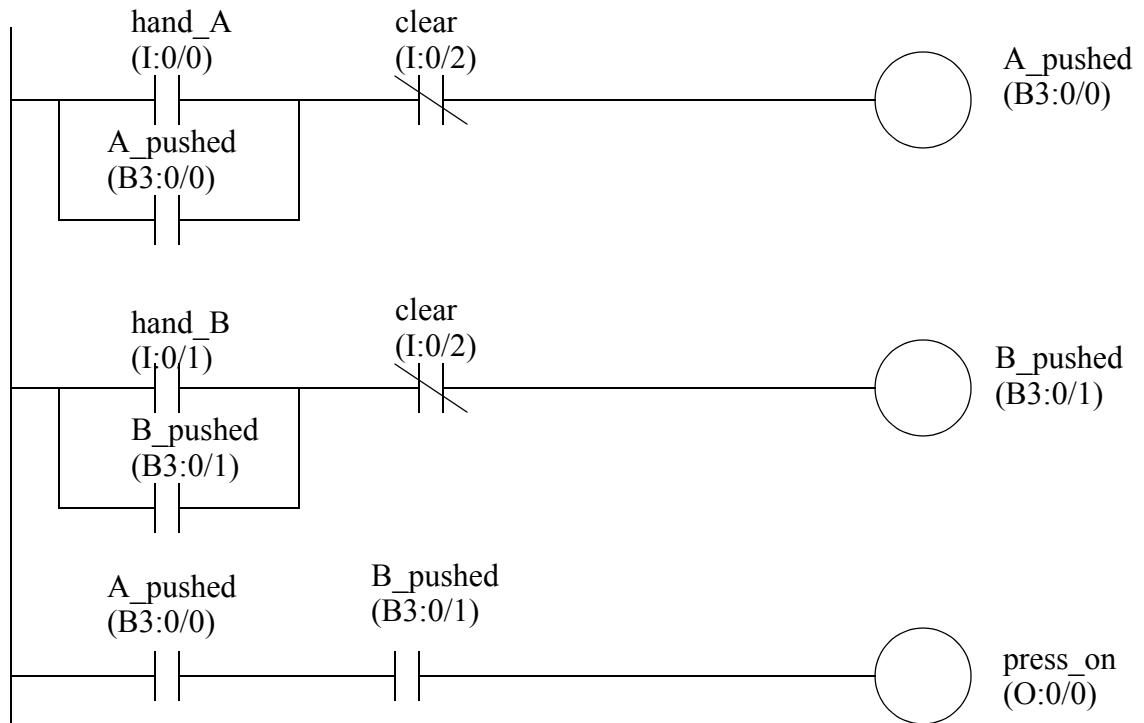 hand_A
(I:0/0)
clear
(I:0/2)
A_pushed
(B3:0/0)
A_pushed
(B3:0/0)
hand_B
(I:0/1)
clear
(I:0/2)
B_pushed
(B3:0/1)
B_pushed
(B3:0/1)
A_pushed
(B3:0/0)
B_pushed
(B3:0/1)
press_on
(O:0/0)